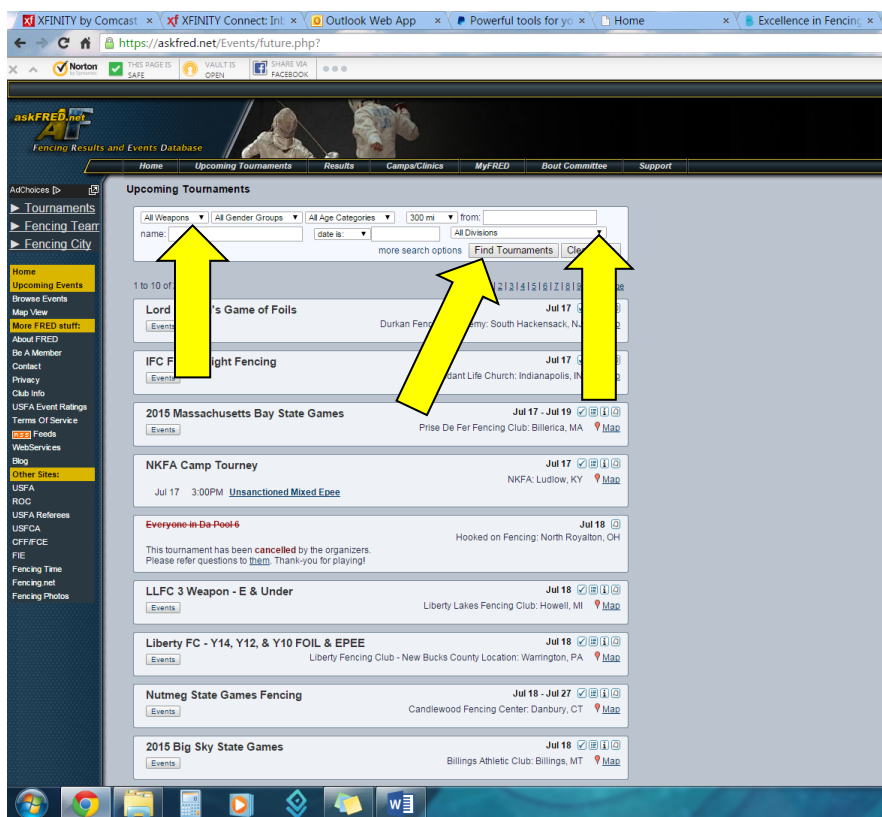 XFINITY by Comcast
XFINITY Connect: Inb
Outlook Web App
Powerful tools for yo
Home
Excellence in Fencing
https://askfred.net/Events/future.php?
Norton
by Symantec
THIS PAGE IS SAFE
VAULT IS OPEN
SHARE VIA FACEBOOK
askFRED.net
Fencing Results and Events Database
Home Upcoming Tournaments Results Camps/Clinics MyFRED Bout Committee Support
AdChoices
Tournaments
Fencing Team
Fencing City
Home
Upcoming Events
Browse Events
Map View
More FRED stuff:
About FRED
Be A Member
Contact
Privacy
Club Info
USFA Event Ratings
Terms Of Service
RSS Feeds
WebServices
Blog
Other Sites:
USFA
ROC
USFA Referees
USFCA
CFF/FCE
FIE
Fencing Time
Fencing.net
Fencing Photos
Upcoming Tournaments
All Weapons All Gender Groups All Age Categories 300 mi from:
name: date is: All Divisions
more search options Find Tournaments
1 to 10 of 2|3|4|5|6|7|8|9
Lord 's Game of Foils Jul 17
Events Durkan South Hackensack, NJ
IFC ight Fencing Jul 17
Events dant Life Church: Indianapolis, IN
2015 Massachusetts Bay State Games Jul 17 - Jul 19
Events Prise De Fer Fencing Club: Billerica, MA Map
NKFA Camp Tourney Jul 17
NKFA: Ludlow, KY Map
Jul 17 3:00PM Unsanctioned Mixed Epee
Everyone in Da Pool 6 Jul 18
Hooked on Fencing: North Royalton, OH
This tournament has been cancelled by the organizers.
Please refer questions to them. Thank-you for playing!
LLFC 3 Weapon - E & Under Jul 18
Events Liberty Lakes Fencing Club: Howell, MI Map
Liberty FC - Y14, Y12, & Y10 FOIL & EPEE Jul 18
Events Liberty Fencing Club - New Bucks County Location: Warrington, PA Map
Nutmeg State Games Fencing Jul 18 - Jul 27
Events Candlewood Fencing Center: Danbury, CT Map
2015 Big Sky State Games Jul 18
Events Billings Athletic Club: Billings, MT Map